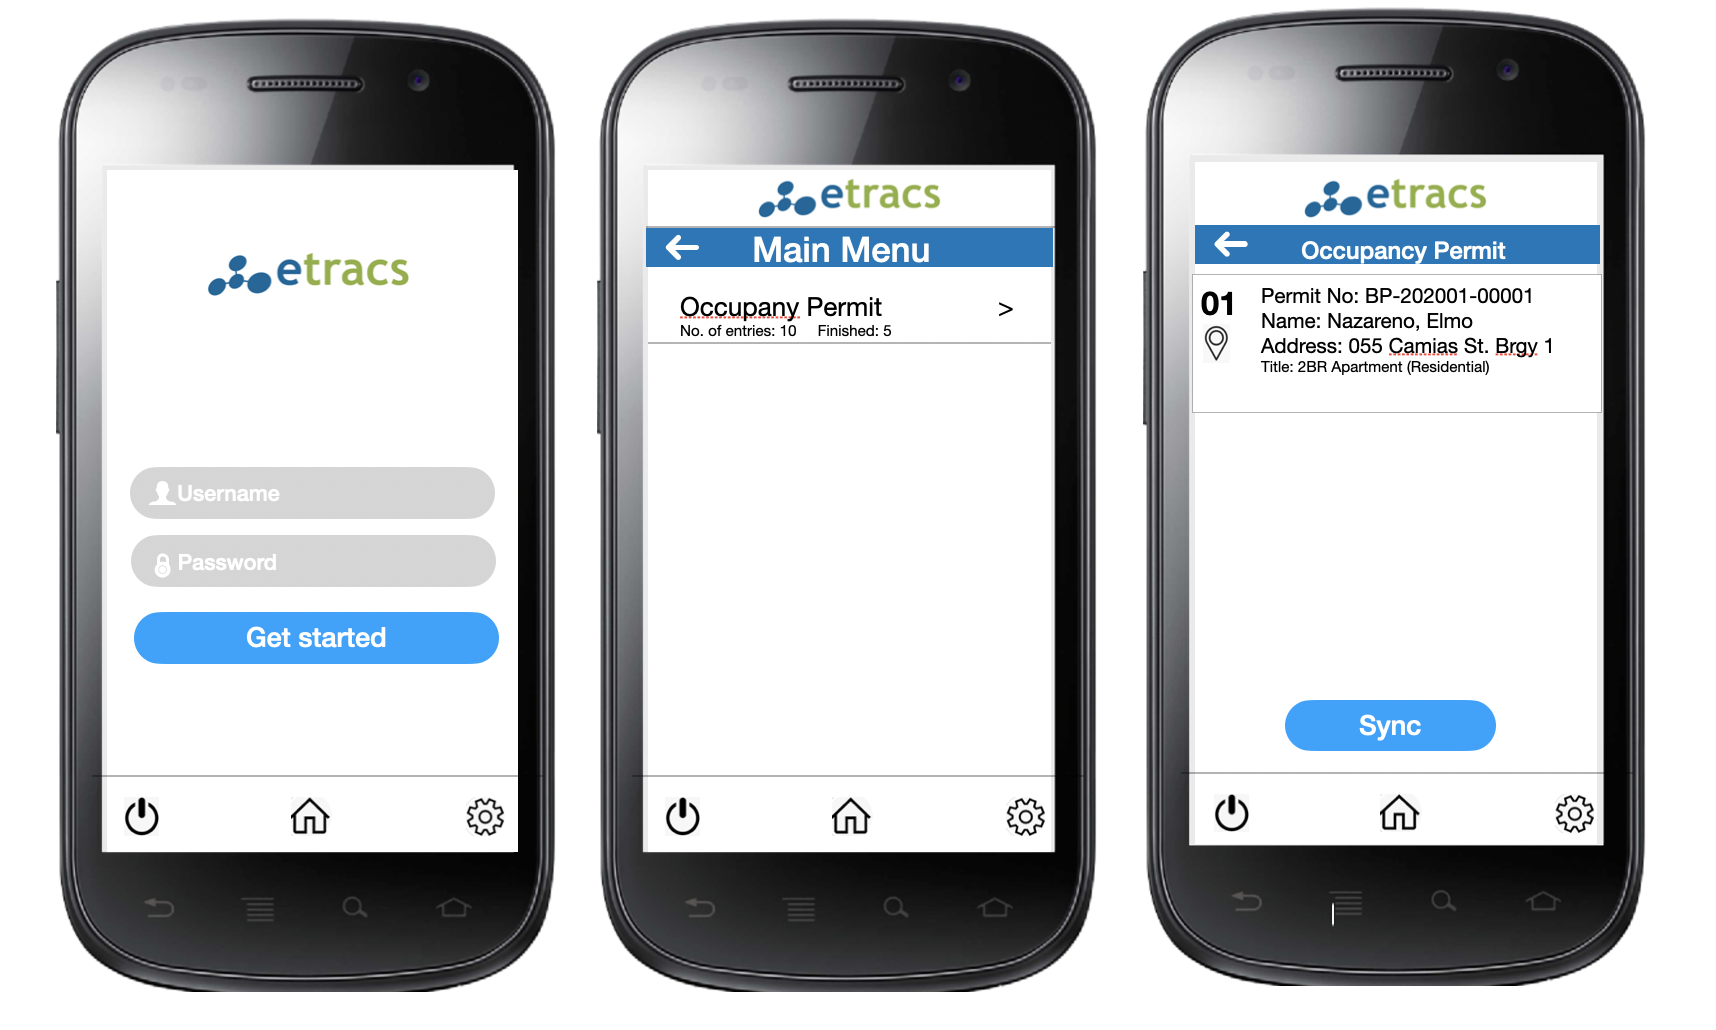 etracs
Username
Password
Get started
etracs
Main Menu
Occupany Permit >
No. of entries: 10 Finished: 5
etracs
Occupancy Permit
01
Permit No: BP-202001-00001
Name: Nazareno, Elmo
Address: 055 Camias St. Brgy 1
Title: 2BR Apartment (Residential)
Sync